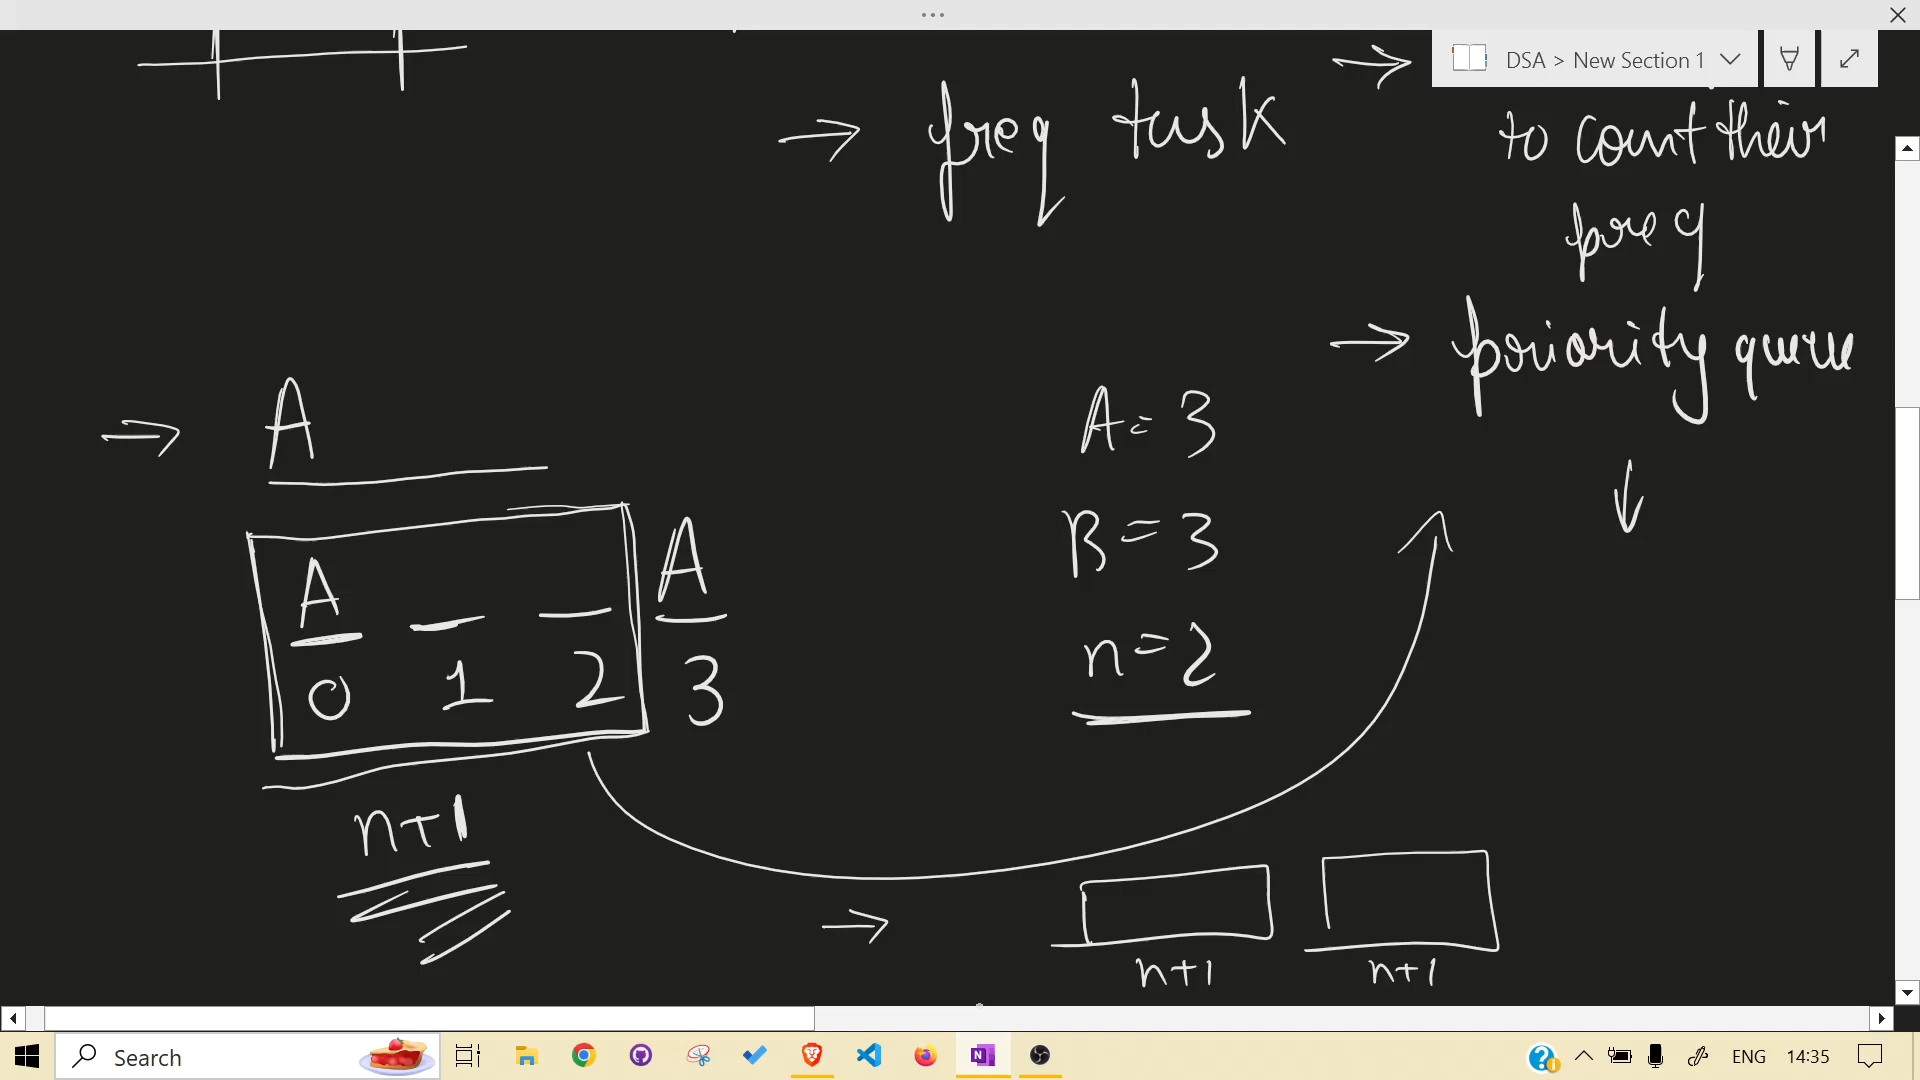 DSA > New Section 1
→ freq task
→
to count their
freq
→ priority queue
→ A
A _ _ A
0 1 2 3
n+1
A = 3
B = 3
n = 2
→
n+1 n+1
Search
ENG 14:35